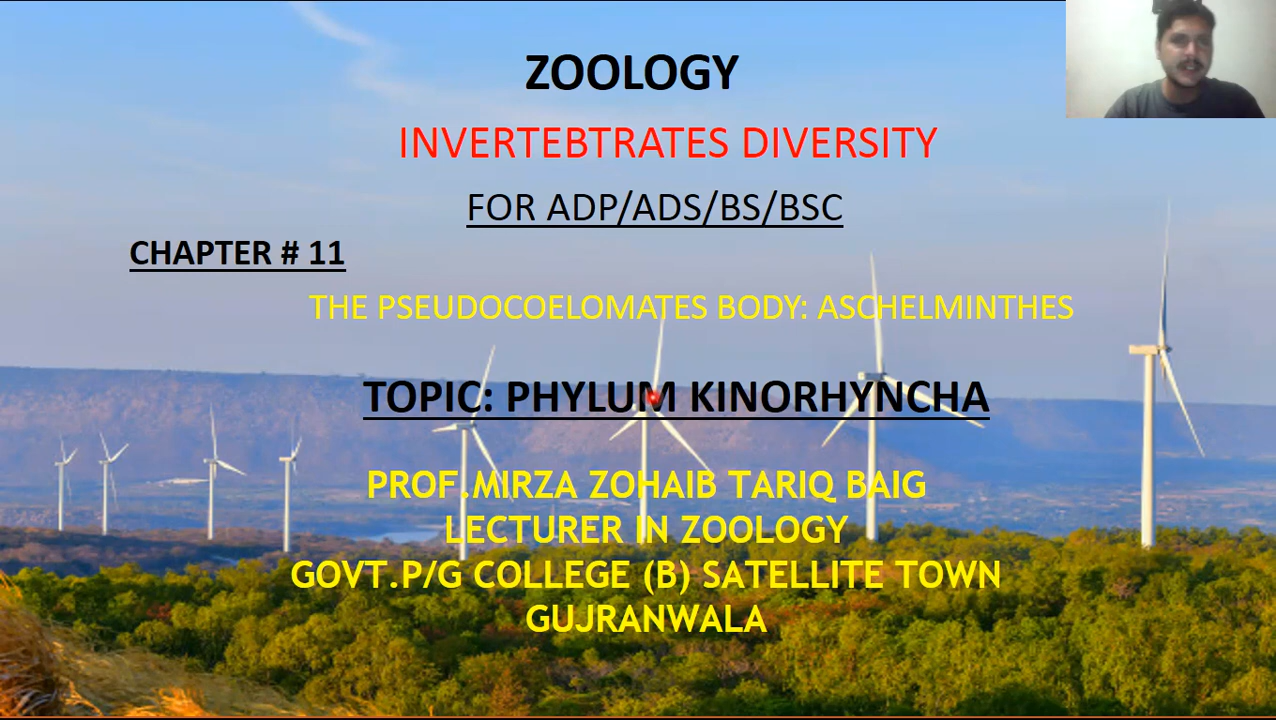 ZOOLOGY
INVERTEBTRATES DIVERSITY
FOR ADP/ADS/BS/BSC
CHAPTER # 11
THE PSEUDOCOELOMATES BODY: ASCHELMINTHES
TOPIC: PHYLUM KINORHYNCHA
PROF.MIRZA ZOHAIB TARIQ BAIG
LECTURER IN ZOOLOGY
GOVT.P/G COLLEGE (B) SATELLITE TOWN
GUJRANWALA